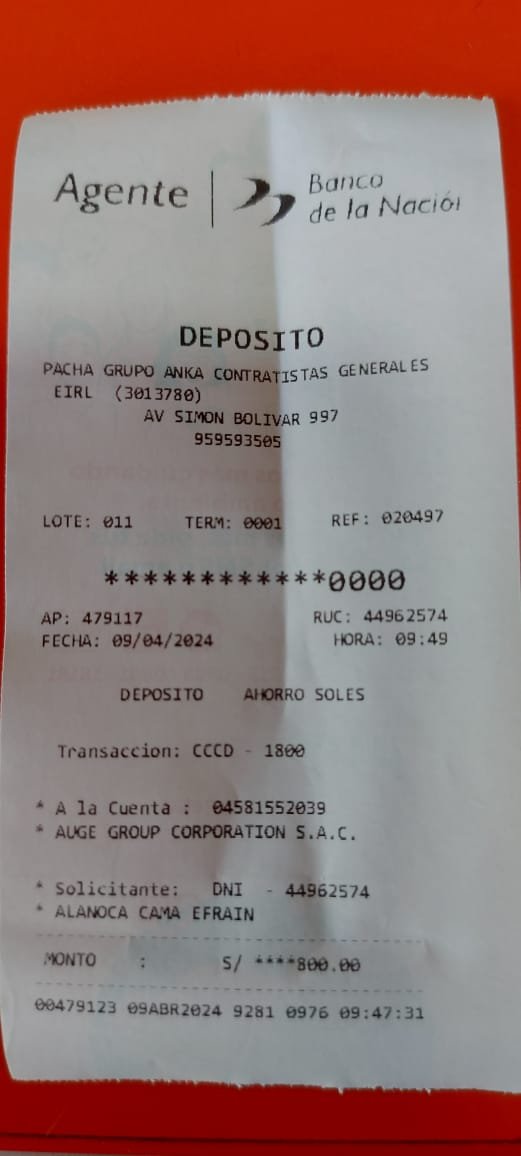 Agente
Banco
de la Nación
DEPOSITO
PACHA GRUPO ANKA CONTRATISTAS GENERALES
EIRL (3013780)
AV SIMON BOLIVAR 997
959593505
LOTE: 011 TERM: 0001 REF: 020497
************0000
AP: 479117 RUC: 44962574
FECHA: 09/04/2024 HORA: 09:49
DEPOSITO AHORRO SOLES
Transaccion: CCCD - 1800
* A la Cuenta : 04581552039
* AUGE GROUP CORPORATION S.A.C.
* Solicitante: DNI - 44962574
* ALANOCA CAMA EFRAIN
MONTO : S/ ****800.00
00479123 09ABR2024 9281 0976 09:47:31